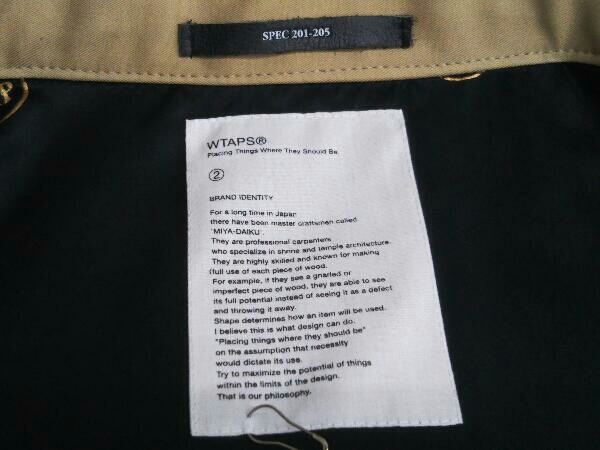 SPEC 201-205
WTAPS®
Placing Things Where They Should Be.
②
BRAND IDENTITY
For a long time in Japan
there have been master craftsmen called
"MIYA-DAIKU".
They are professional carpenters
who specialize in shrine and temple architecture.
They are highly skilled and known for making
full use of each piece of wood.
For example, if they see a gnarled or
imperfect piece of wood, they are able to see
its full potential instead of seeing it as a defect
and throwing it away.
Shape determines how an item will be used.
I believe this is what design can do.
"Placing things where they should be"
on the assumption that necessity
would dictate its use.
Try to maximize the potential of things
within the limits of the design.
That is our philosophy.